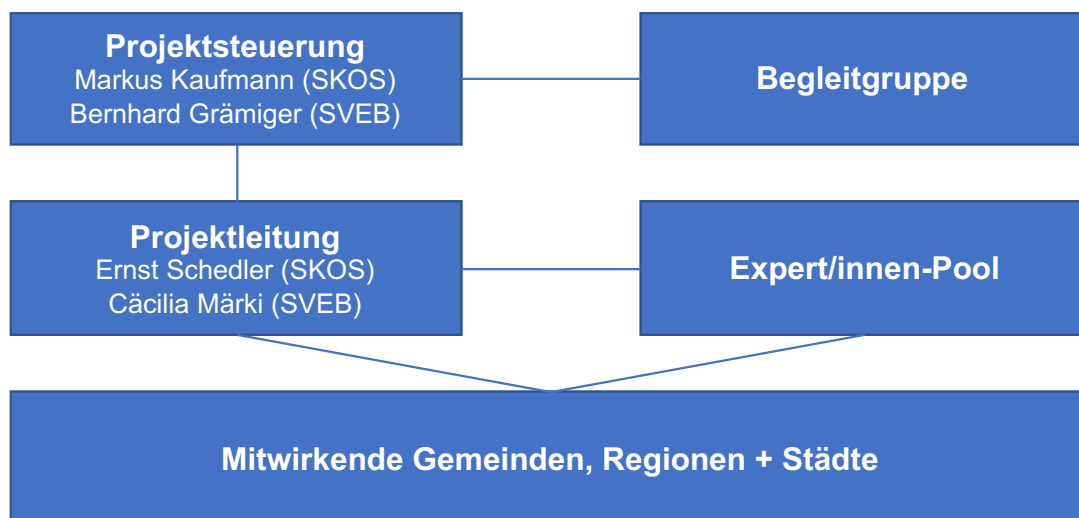 Projektsteuerung
Markus Kaufmann (SKOS)
Bernhard Grämiger (SVEB)
Begleitgruppe
Projektleitung
Ernst Schedler (SKOS)
Cäcilia Märki (SVEB)
Expert/innen-Pool
Mitwirkende Gemeinden, Regionen + Städte